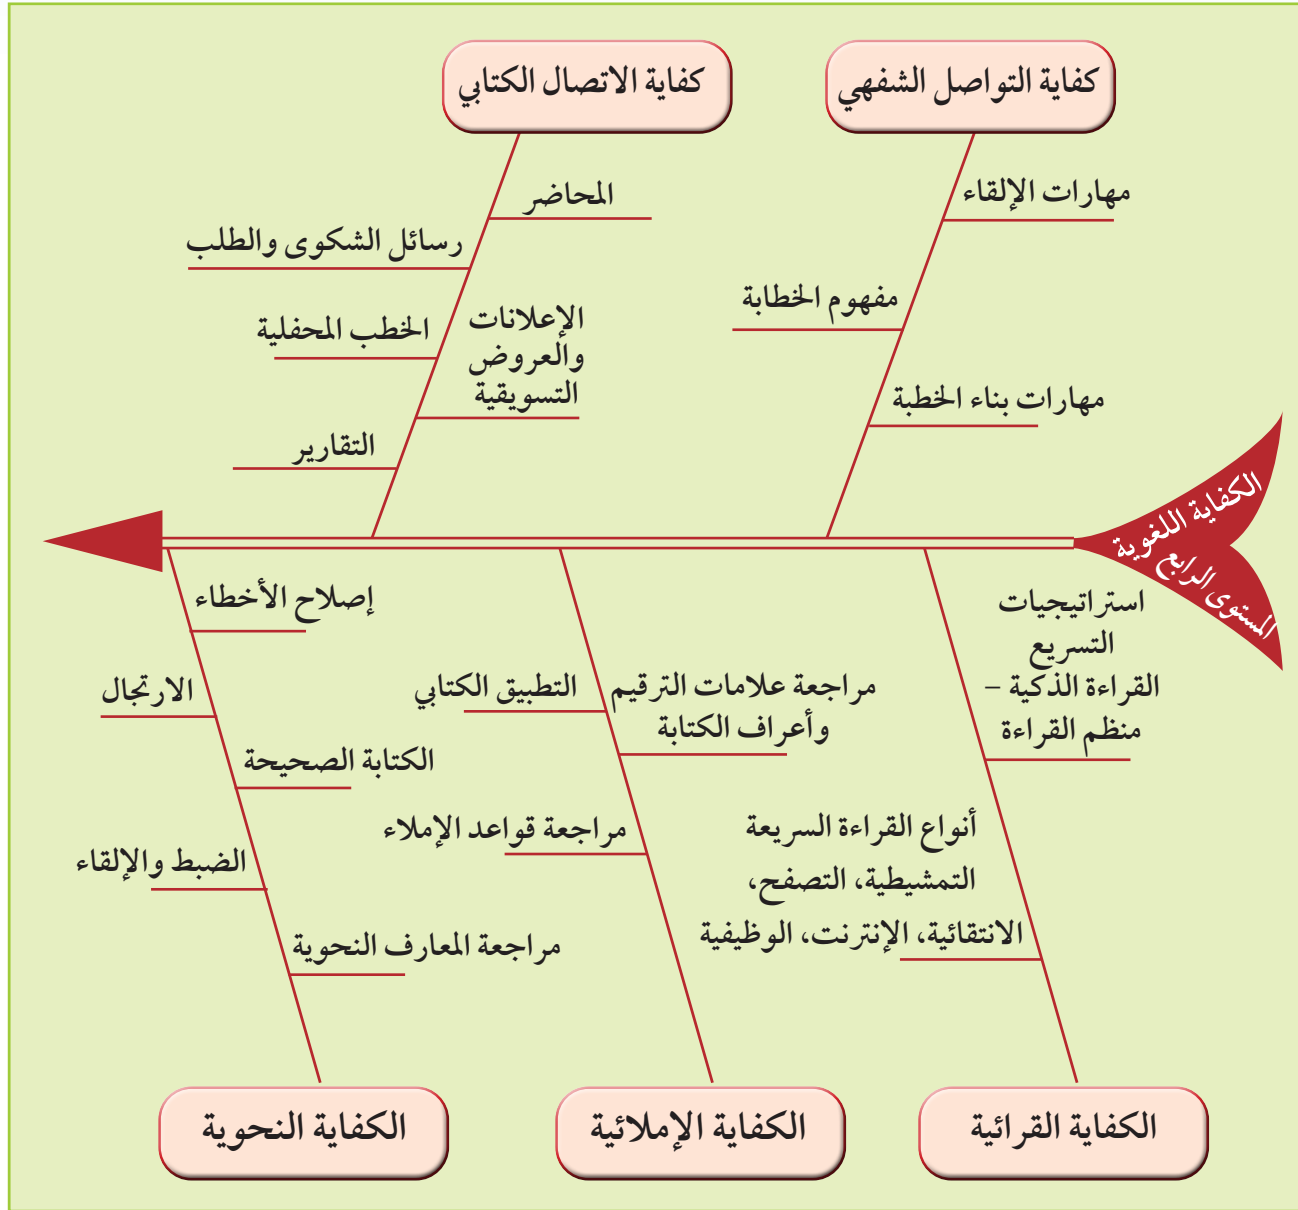 كفاية التواصل الشفهي
مهارات الإلقاء
مفهوم الخطابة
مهارات بناء الخطبة
كفاية الاتصال الكتابي
المحاضر
رسائل الشكوى والطلب
الخطب المحفلية
الإعلانات
والعروض
التسويقية
التقارير
الكفاية اللغوية
المستوى الرابع
استراتيجيات
التسريع
القراءة الذكية –
منظم القراءة
أنواع القراءة السريعة
التمشيطية، التصفح،
الانتقائية، الإنترنت، الوظيفية
الكفاية القرائية
التطبيق الكتابي
مراجعة علامات الترقيم
وأعراف الكتابة
مراجعة قواعد الإملاء
الكفاية الإملائية
إصلاح الأخطاء
الارتجال
الكتابة الصحيحة
الضبط والإلقاء
مراجعة المعارف النحوية
الكفاية النحوية